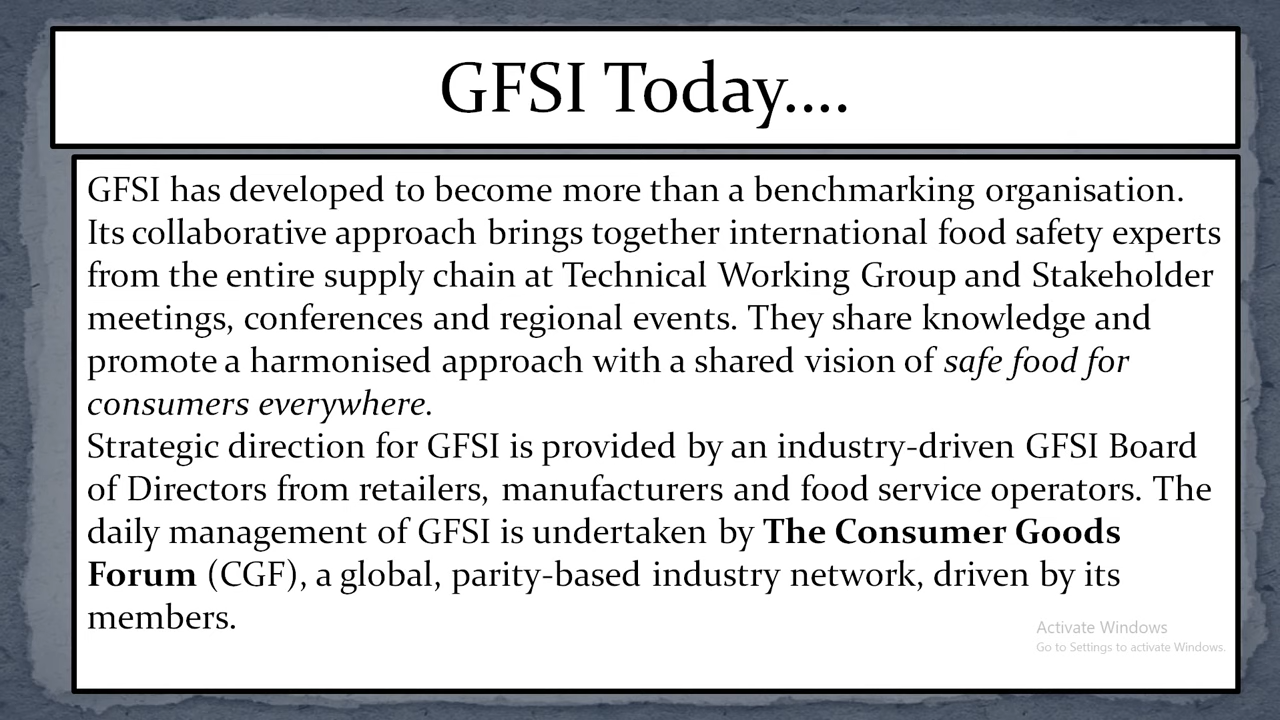 GFSI Today....
GFSI has developed to become more than a benchmarking organisation.
Its collaborative approach brings together international food safety experts
from the entire supply chain at Technical Working Group and Stakeholder
meetings, conferences and regional events. They share knowledge and
promote a harmonised approach with a shared vision of safe food for
consumers everywhere.
Strategic direction for GFSI is provided by an industry-driven GFSI Board
of Directors from retailers, manufacturers and food service operators. The
daily management of GFSI is undertaken by The Consumer Goods
Forum (CGF), a global, parity-based industry network, driven by its
members.
Activate Windows
Go to Settings to activate Windows.